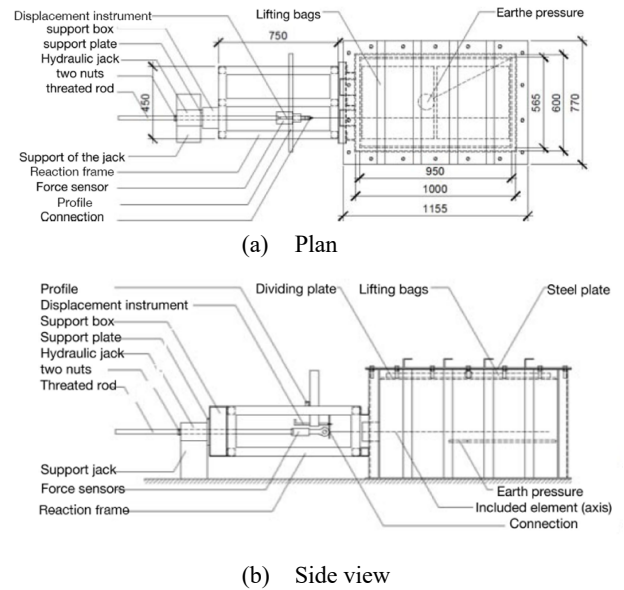 Displacement instrument
support box
support plate
Hydraulic jack
two nuts
threated rod
Support of the jack
Reaction frame
Force sensor
Profile
Connection
Lifting bags
Earthe pressure
750
450
565
600
770
950
1000
1155
(a) Plan
Profile
Displacement instrument
Support box
Support plate
Hydraulic jack
two nuts
Threated rod
Support jack
Force sensors
Reaction frame
Dividing plate
Lifting bags
Steel plate
Earth pressure
Included element (axis)
Connection
(b) Side view